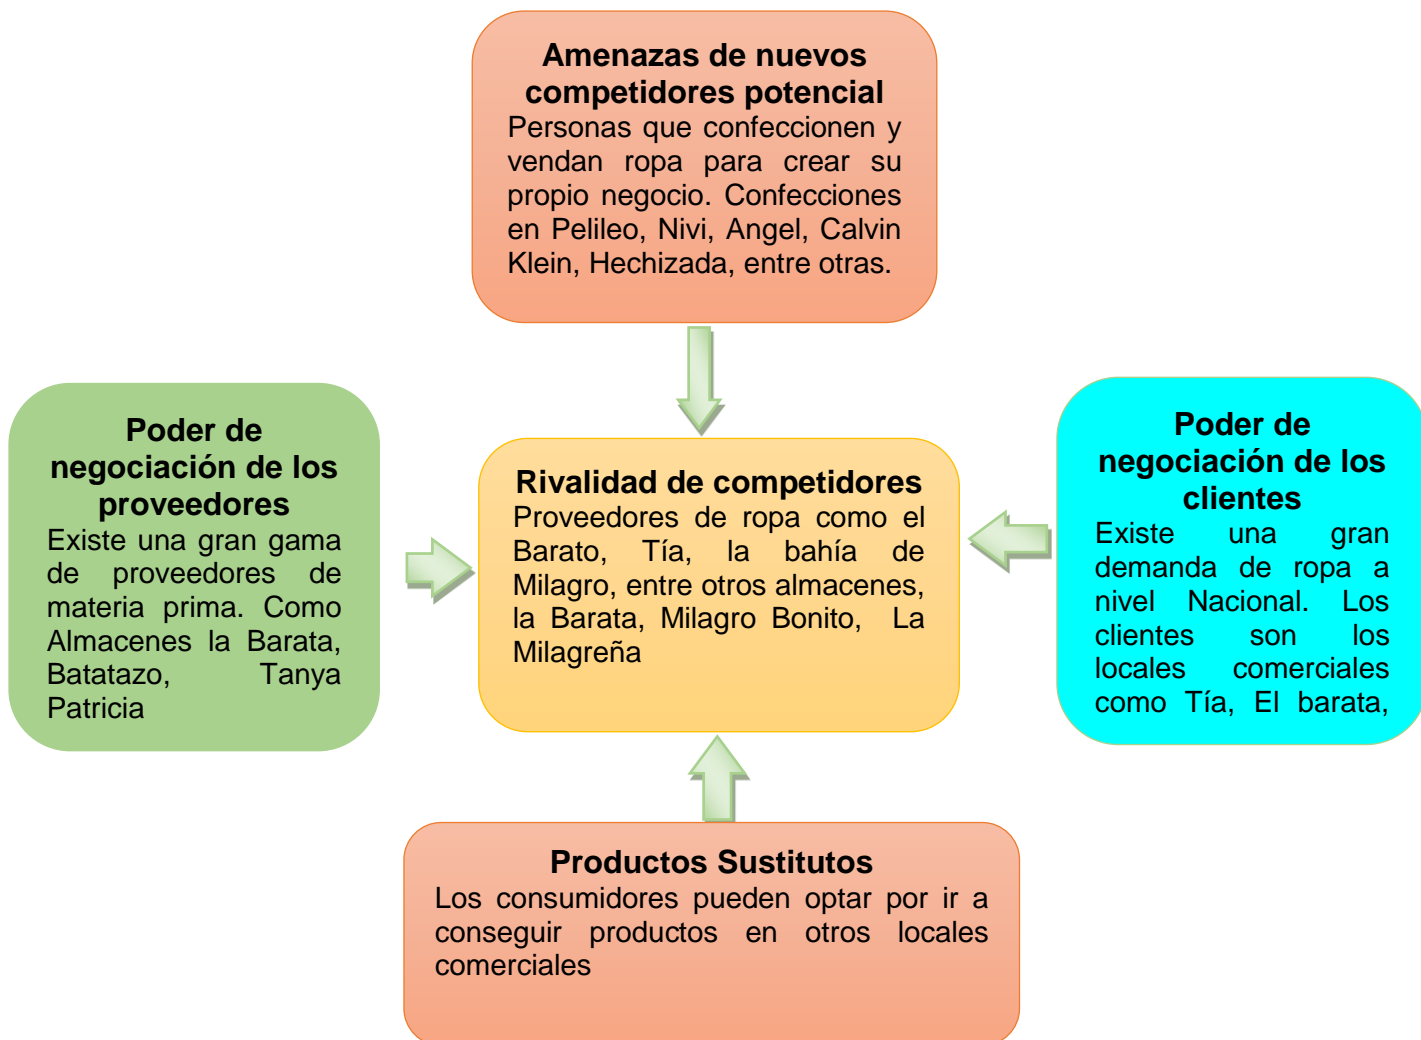 Amenazas de nuevos
competidores potencial
Personas que confeccionen y
vendan ropa para crear su
propio negocio. Confecciones
en Pelileo, Nivi, Angel, Calvin
Klein, Hechizada, entre otras.
Poder de
negociación de los
proveedores
Existe una gran gama
de proveedores de
materia prima. Como
Almacenes la Barata,
Batatazo, Tanya
Patricia
Rivalidad de competidores
Proveedores de ropa como el
Barato, Tía, la bahía de
Milagro, entre otros almacenes,
la Barata, Milagro Bonito, La
Milagreña
Poder de
negociación de los
clientes
Existe una gran
demanda de ropa a
nivel Nacional. Los
clientes son los
locales comerciales
como Tía, El barata,
Productos Sustitutos
Los consumidores pueden optar por ir a
conseguir productos en otros locales
comerciales